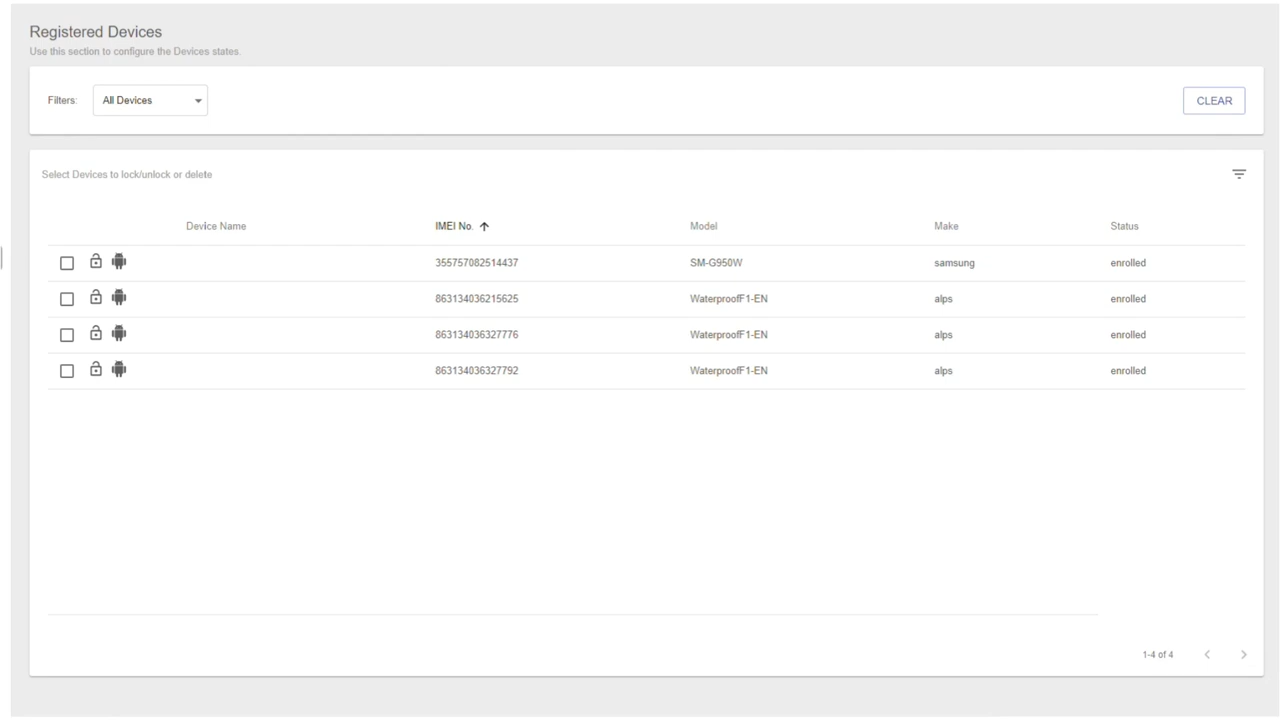 Registered Devices
Use this section to configure the Devices states.
Filters: All Devices CLEAR
Select Devices to lock/unlock or delete
Device Name IMEI No. Model Make Status
355757082514437 SM-G950W samsung enrolled
863134036215625 WaterproofF1-EN alps enrolled
863134036327776 WaterproofF1-EN alps enrolled
863134036327792 WaterproofF1-EN alps enrolled
1-4 of 4